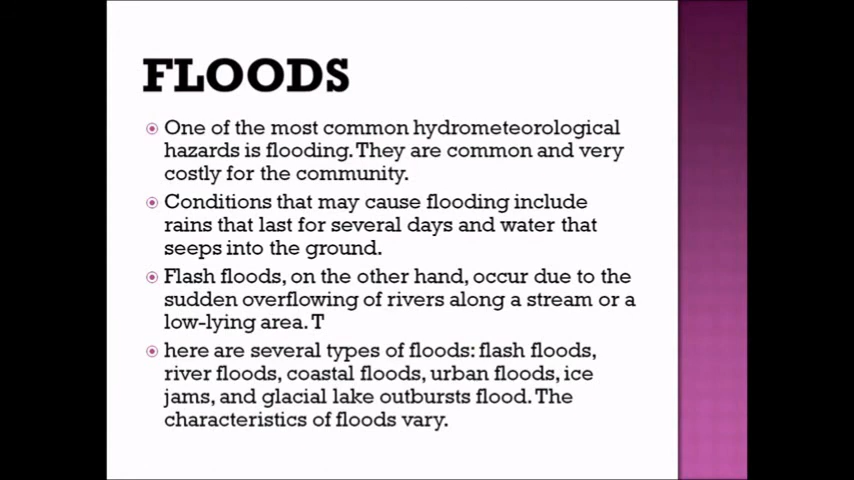 FLOODS
One of the most common hydrometeorological
hazards is flooding. They are common and very
costly for the community.
Conditions that may cause flooding include
rains that last for several days and water that
seeps into the ground.
Flash floods, on the other hand, occur due to the
sudden overflowing of rivers along a stream or a
low-lying area. T
here are several types of floods: flash floods,
river floods, coastal floods, urban floods, ice
jams, and glacial lake outbursts flood. The
characteristics of floods vary.